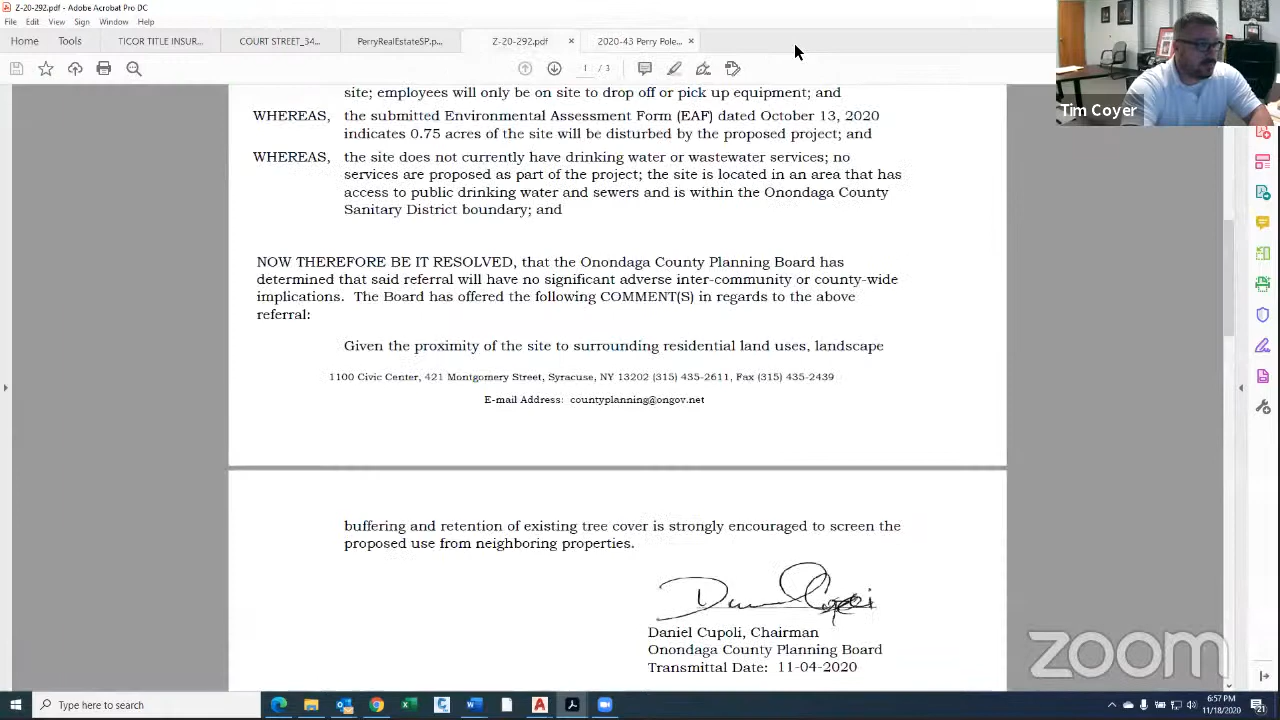 Z-20-292.pdf - Adobe Acrobat Pro DC
File Edit View Sign Window Help
Home Tools TICOR TITLE INSUR... COURT STREET_34... PerryRealEstateSP.p... Z-20-292.pdf × 2020-43 Perry Pole... ×
1 / 3
Tim Coyer
site; employees will only be on site to drop off or pick up equipment; and
WHEREAS, the submitted Environmental Assessment Form (EAF) dated October 13, 2020
indicates 0.75 acres of the site will be disturbed by the proposed project; and
WHEREAS, the site does not currently have drinking water or wastewater services; no
services are proposed as part of the project; the site is located in an area that has
access to public drinking water and sewers and is within the Onondaga County
Sanitary District boundary; and
NOW THEREFORE BE IT RESOLVED, that the Onondaga County Planning Board has
determined that said referral will have no significant adverse inter-community or county-wide
implications. The Board has offered the following COMMENT(S) in regards to the above
referral:
Given the proximity of the site to surrounding residential land uses, landscape
1100 Civic Center, 421 Montgomery Street, Syracuse, NY 13202 (315) 435-2611, Fax (315) 435-2439
E-mail Address: countyplanning@ongov.net
buffering and retention of existing tree cover is strongly encouraged to screen the
proposed use from neighboring properties.
Daniel Cupoli, Chairman
Onondaga County Planning Board
Transmittal Date: 11-04-2020
zoom
Type here to search
6:57 PM
11/18/2020
21